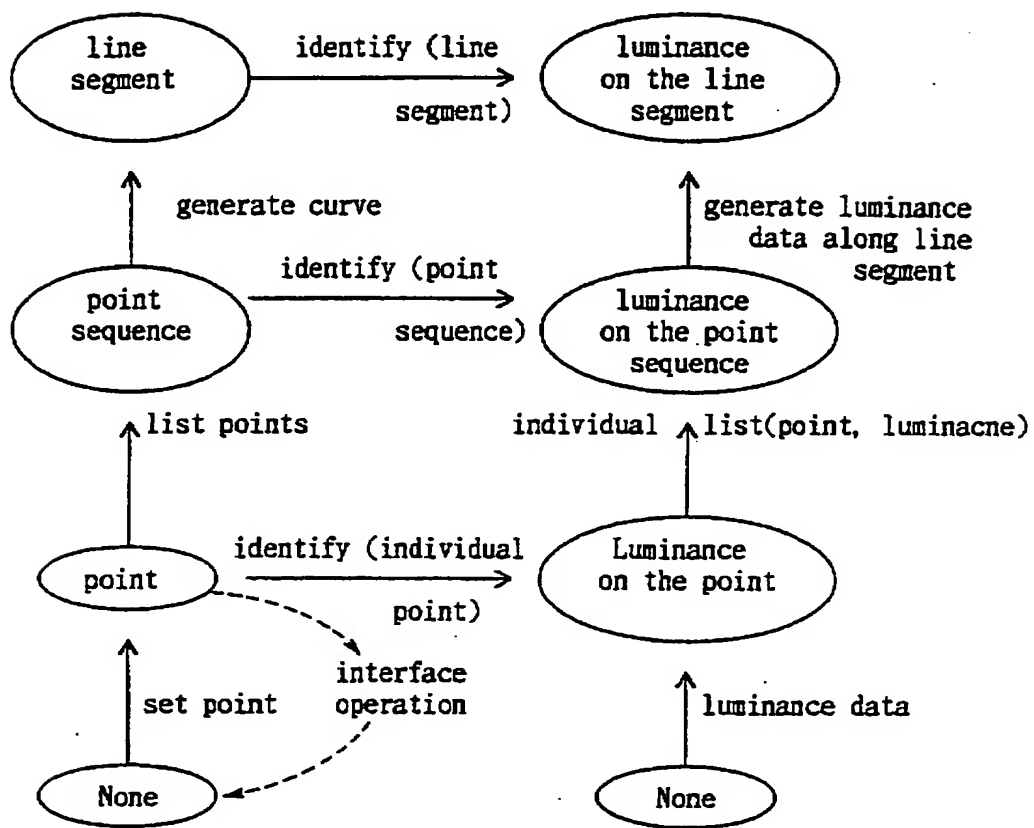 line
segment
identify (line
segment)
luminance
on the line
segment
generate curve
generate luminance
data along line
segment
point
sequence
identify (point
sequence)
luminance
on the point
sequence
list points
individual list(point, luminacne)
point
identify (individual
point)
Luminance
on the point
interface
operation
set point
luminance data
None
None